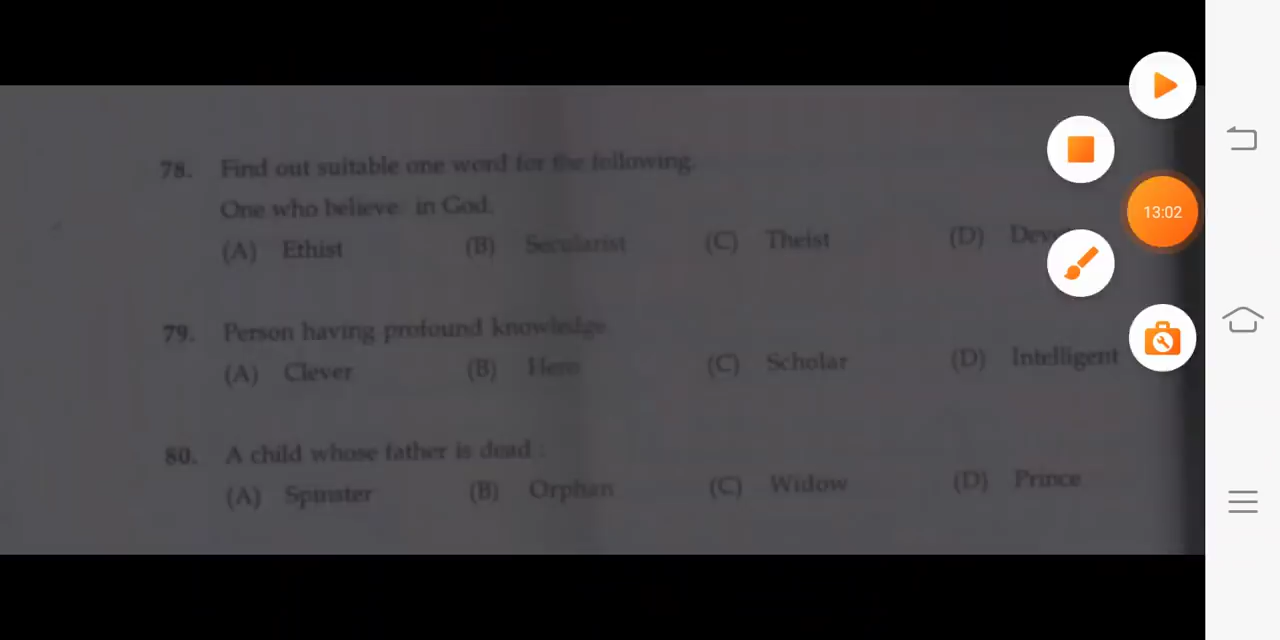 78. Find out suitable one word for the following.
One who believe in God.
(A) Ethist (B) Secularist (C) Theist (D)
79. Person having profound knowledge
(A) Clever (B) Hero (C) Scholar (D) Intelligent
80. A child whose father is dead :
(A) Spinster (B) Orphan (C) Widow (D) Prince
13:02